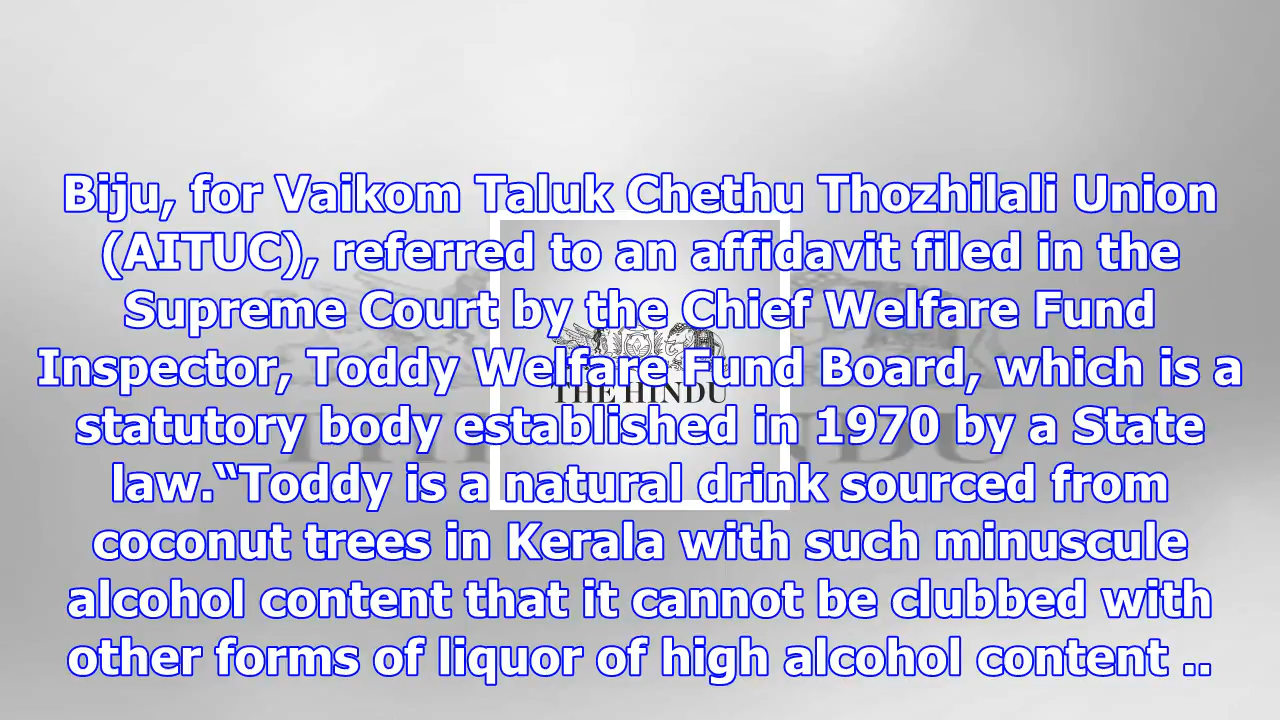 Biju, for Vaikom Taluk Chethu Thozhilali Union
(AITUC), referred to an affidavit filed in the
Supreme Court by the Chief Welfare Fund
Inspector, Toddy Welfare Fund Board, which is a
THE HINDU
statutory body established in 1970 by a State
law.“Toddy is a natural drink sourced from
coconut trees in Kerala with such minuscule
alcohol content that it cannot be clubbed with
other forms of liquor of high alcohol content ..